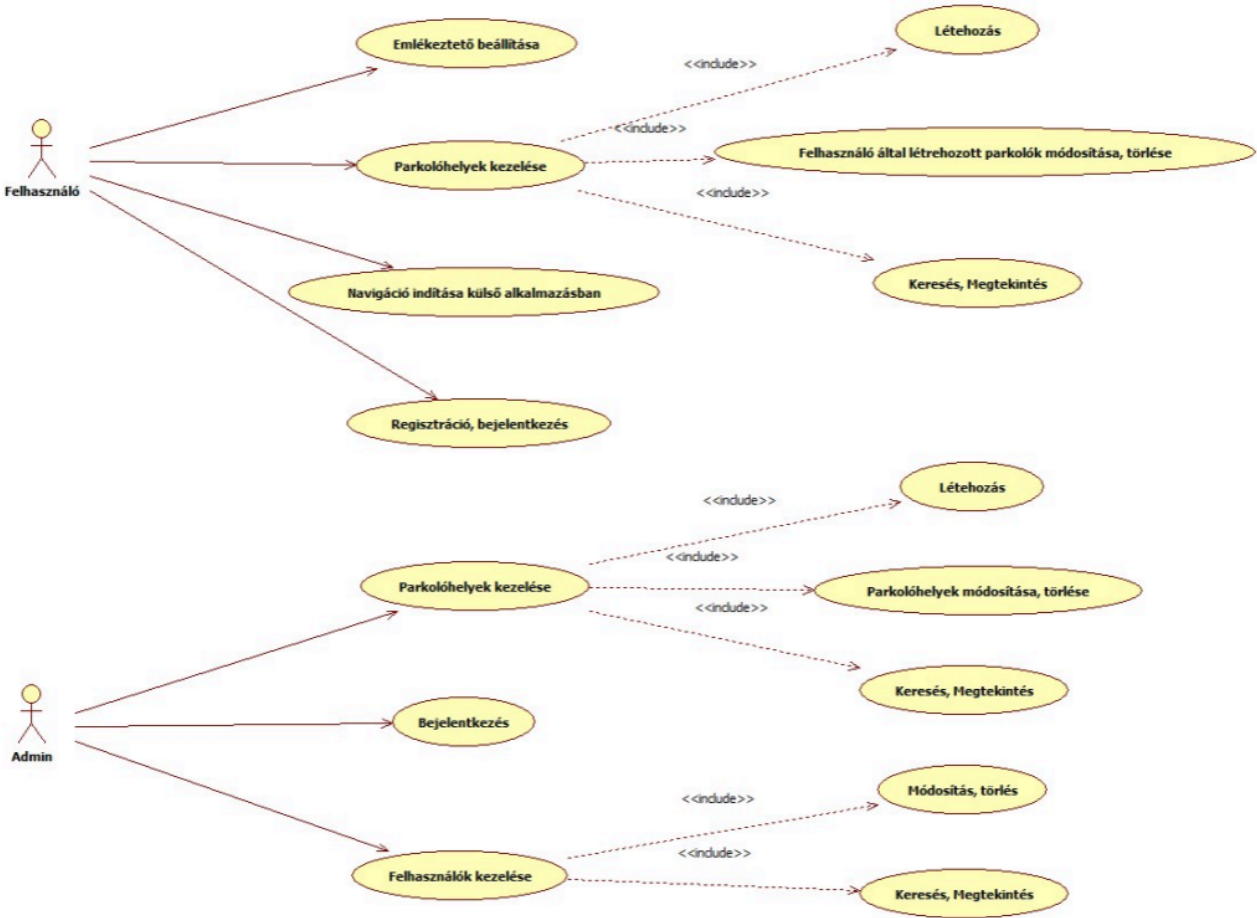 Létehozás
Emlékeztető beállítása
<<include>>
<<include>>
Felhasználó által létrehozott parkolók módosítása, törlése
Parkolóhelyek kezelése
Felhasználó
<<include>>
Keresés, Megtekintés
Navigáció indítása külső alkalmazásban
Regisztráció, bejelentkezés
Létehozás
<<include>>
<<include>>
Parkolóhelyek kezelése
Parkolóhelyek módosítása, törlése
<<include>>
Keresés, Megtekintés
Bejelentkezés
Admin
Módosítás, törlés
<<include>>
<<include>>
Felhasználók kezelése
Keresés, Megtekintés